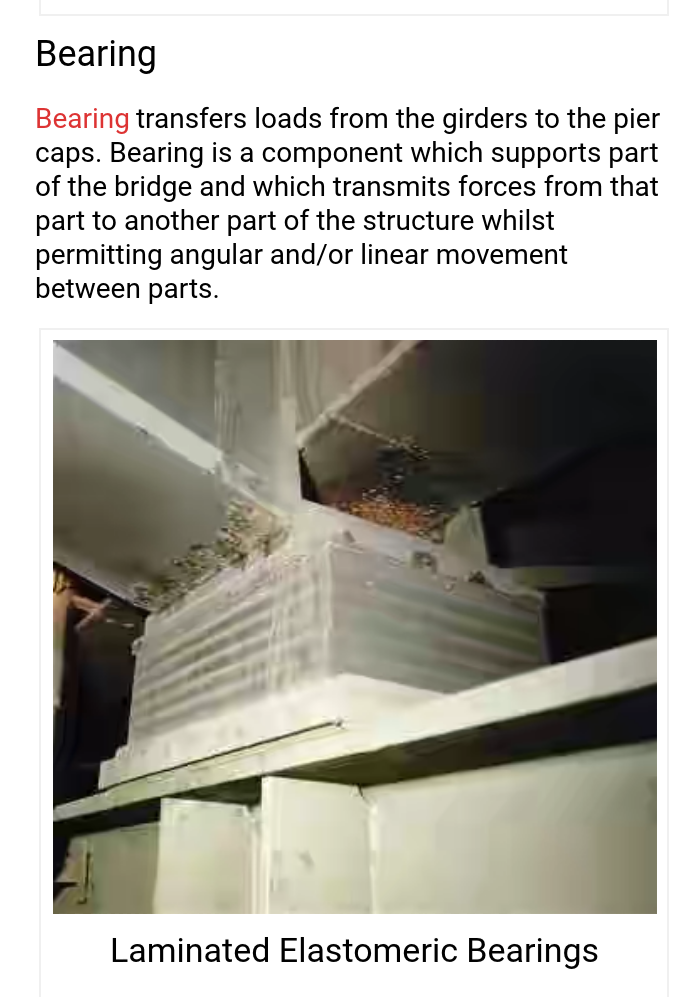 Bearing
Bearing transfers loads from the girders to the pier
caps. Bearing is a component which supports part
of the bridge and which transmits forces from that
part to another part of the structure whilst
permitting angular and/or linear movement
between parts.
Laminated Elastomeric Bearings